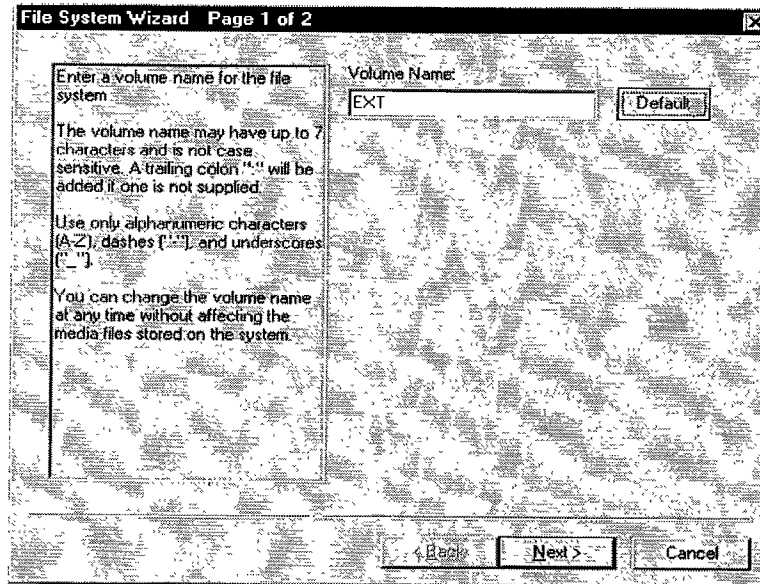 File System Wizard Page 1 of 2
Enter a volume name for the file
system
The volume name may have up to 7
characters and is not case
sensitive. A trailing colon ":" will be
added if one is not supplied.
Use only alphanumeric characters
(A-Z), dashes ("-"), and underscores
("_").
You can change the volume name
at any time without affecting the
media files stored on the system.
Volume Name:
EXT
Default
< Back
Next >
Cancel